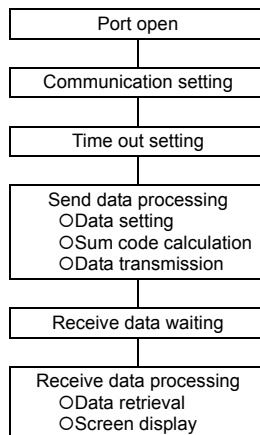 Port open
Communication setting
Time out setting
Send data processing
○Data setting
○Sum code calculation
○Data transmission
Receive data waiting
Receive data processing
○Data retrieval
○Screen display